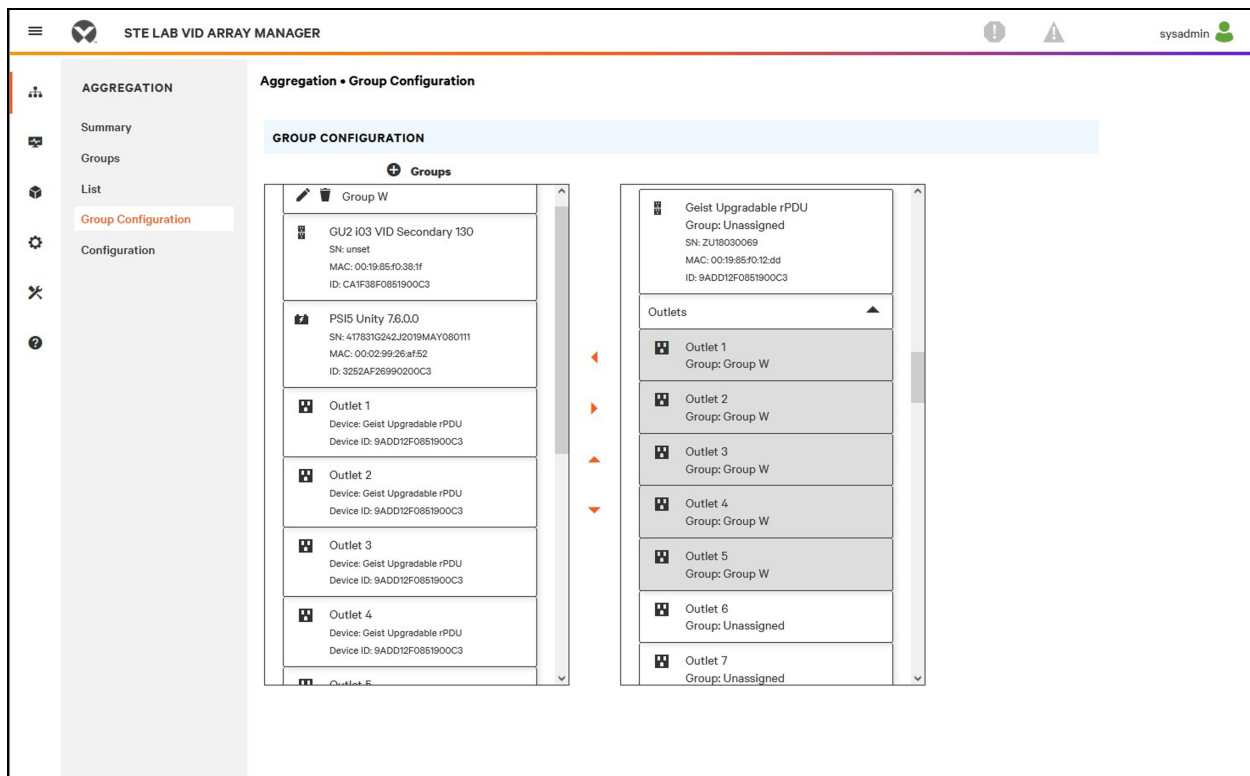 STE LAB VID ARRAY MANAGER
sysadmin
AGGREGATION
Summary
Groups
List
Group Configuration
Configuration
Aggregation • Group Configuration
GROUP CONFIGURATION
Groups
Group W
GU2 i03 VID Secondary 130
SN: unset
MAC: 00:19:85:f0:38:1f
ID: CA1F38F0851900C3
PSI5 Unity 7.6.0.0
SN: 417831G242J2019MAY080111
MAC: 00:02:99:26:af:52
ID: 3252AF26990200C3
Outlet 1
Device: Geist Upgradable rPDU
Device ID: 9ADD12F0851900C3
Outlet 2
Device: Geist Upgradable rPDU
Device ID: 9ADD12F0851900C3
Outlet 3
Device: Geist Upgradable rPDU
Device ID: 9ADD12F0851900C3
Outlet 4
Device: Geist Upgradable rPDU
Device ID: 9ADD12F0851900C3
Outlet 5
Geist Upgradable rPDU
Group: Unassigned
SN: ZU18030069
MAC: 00:19:85:f0:12:dd
ID: 9ADD12F0851900C3
Outlets
Outlet 1
Group: Group W
Outlet 2
Group: Group W
Outlet 3
Group: Group W
Outlet 4
Group: Group W
Outlet 5
Group: Group W
Outlet 6
Group: Unassigned
Outlet 7
Group: Unassigned